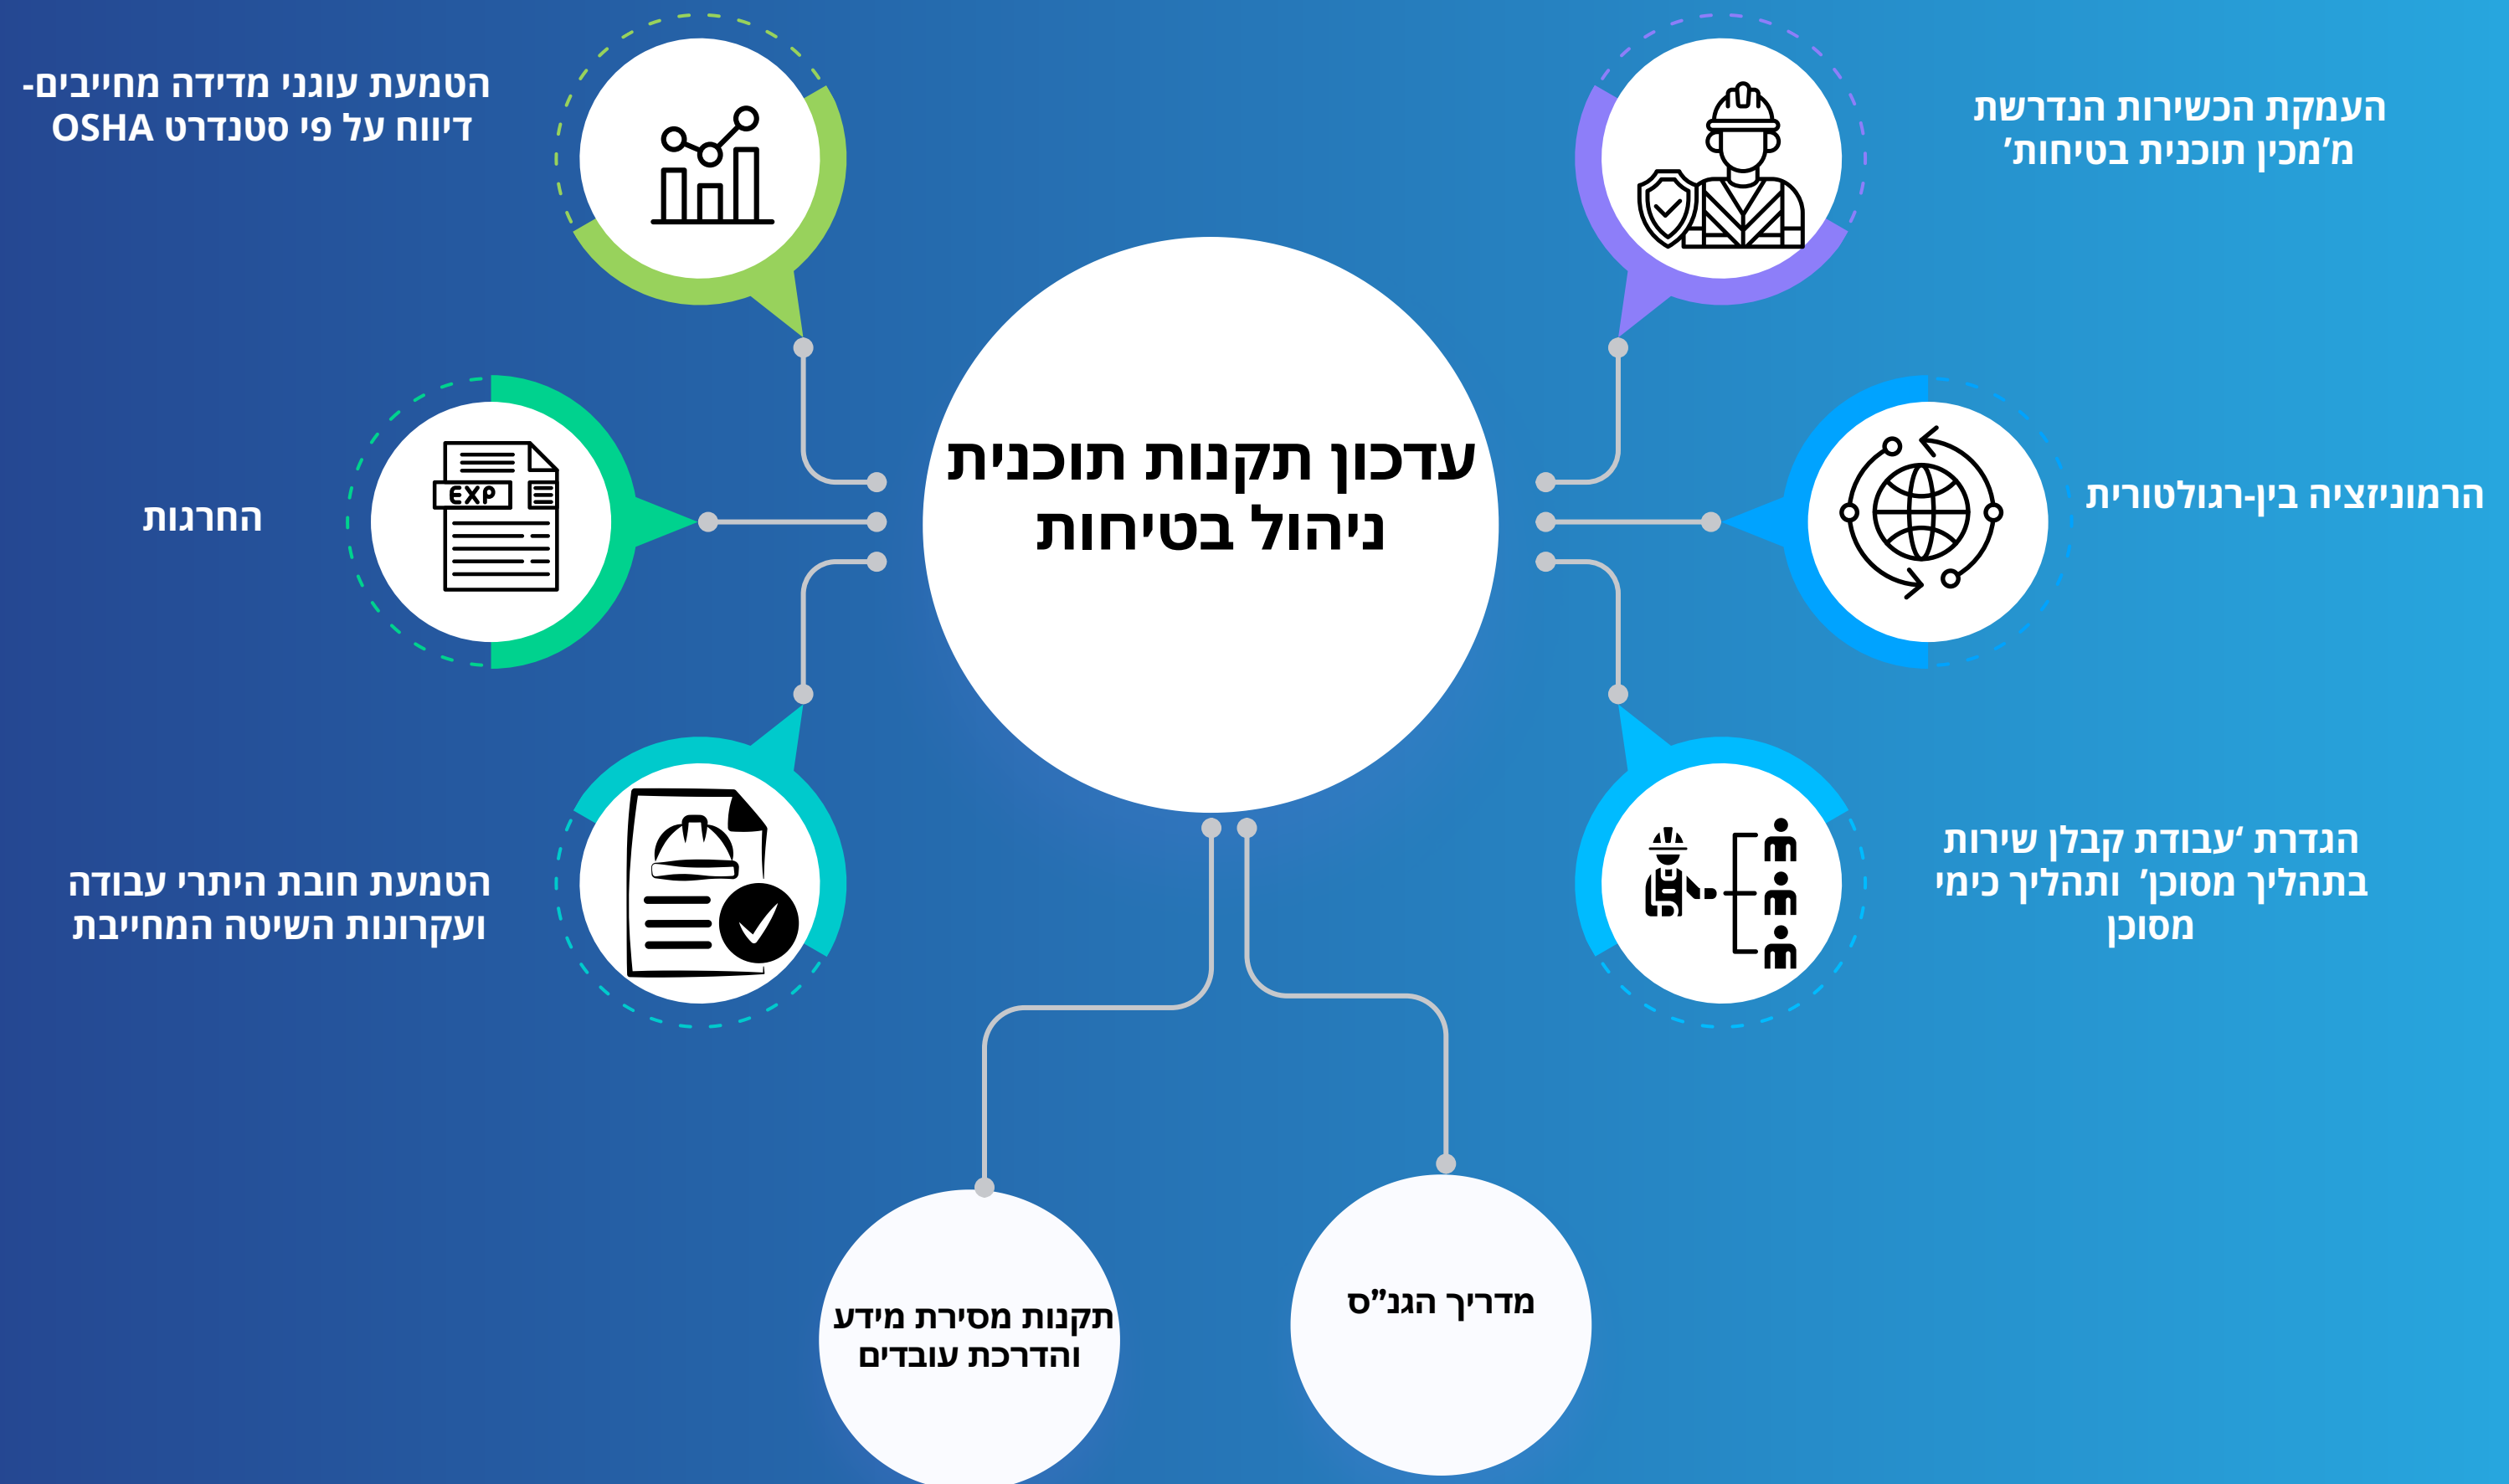 העמקת הכשירות הנדרשת
מ'מכין תוכנית בטיחות'
הטמעת עוגני מדידה מחייבים-
דיווח על פי סטנדרט OSHA
עדכון תקנות תוכנית
ניהול בטיחות
הרמוניזציה בין-רגולטורית
החרגות
EXP
הגדרת 'עבודת קבלן שירות
בתהליך מסוכן' ותהליך כימי
מסוכן
הטמעת חובת היתרי עבודה
ועקרונות השיטה המחייבת
מדריך הגנ"ס
תקנות מסירת מידע
והדרכת עובדים